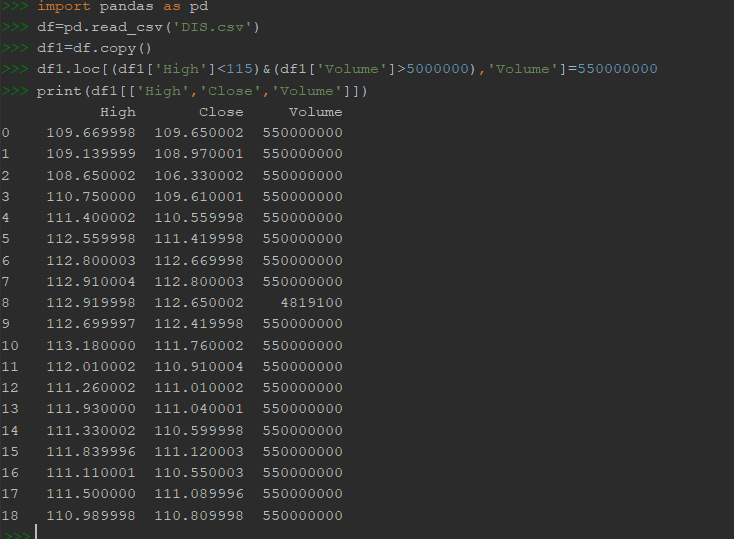 >>> import pandas as pd
>>> df=pd.read_csv('DIS.csv')
>>> df1=df.copy()
>>> df1.loc[(df1['High']<115)&(df1['Volume']>5000000),'Volume']=550000000
>>> print(df1[['High','Close','Volume']])
High Close Volume
0 109.669998 109.650002 550000000
1 109.139999 108.970001 550000000
2 108.650002 106.330002 550000000
3 110.750000 109.610001 550000000
4 111.400002 110.559998 550000000
5 112.559998 111.419998 550000000
6 112.800003 112.669998 550000000
7 112.910004 112.800003 550000000
8 112.919998 112.650002 4819100
9 112.699997 112.419998 550000000
10 113.180000 111.760002 550000000
11 112.010002 110.910004 550000000
12 111.260002 111.010002 550000000
13 111.930000 111.040001 550000000
14 111.330002 110.599998 550000000
15 111.839996 111.120003 550000000
16 111.110001 110.550003 550000000
17 111.500000 111.089996 550000000
18 110.989998 110.809998 550000000
>>>